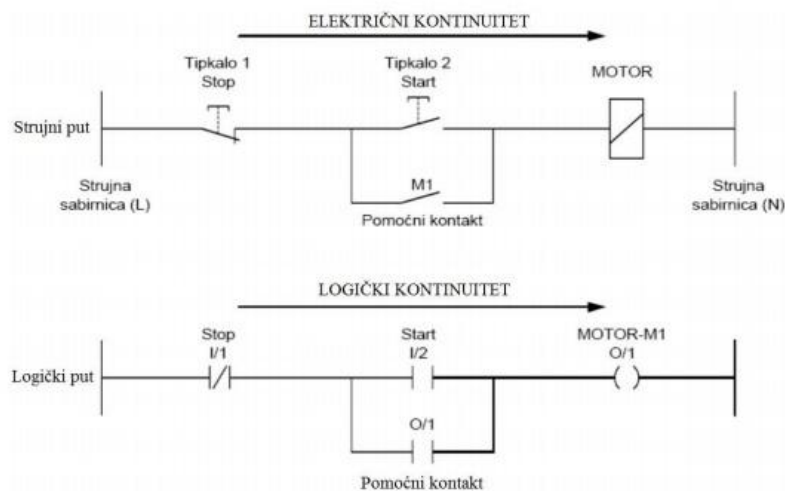 ELEKTRIČNI KONTINUITET
Tipkalo 1
Stop
Tipkalo 2
Start
MOTOR
Strujni put
M1
Strujna
sabirnica (L)
Pomoćni kontakt
Strujna
sabirnica (N)
LOGIČKI KONTINUITET
Stop
I/1
Start
I/2
MOTOR-M1
O/1
Logički put
O/1
Pomoćni kontakt